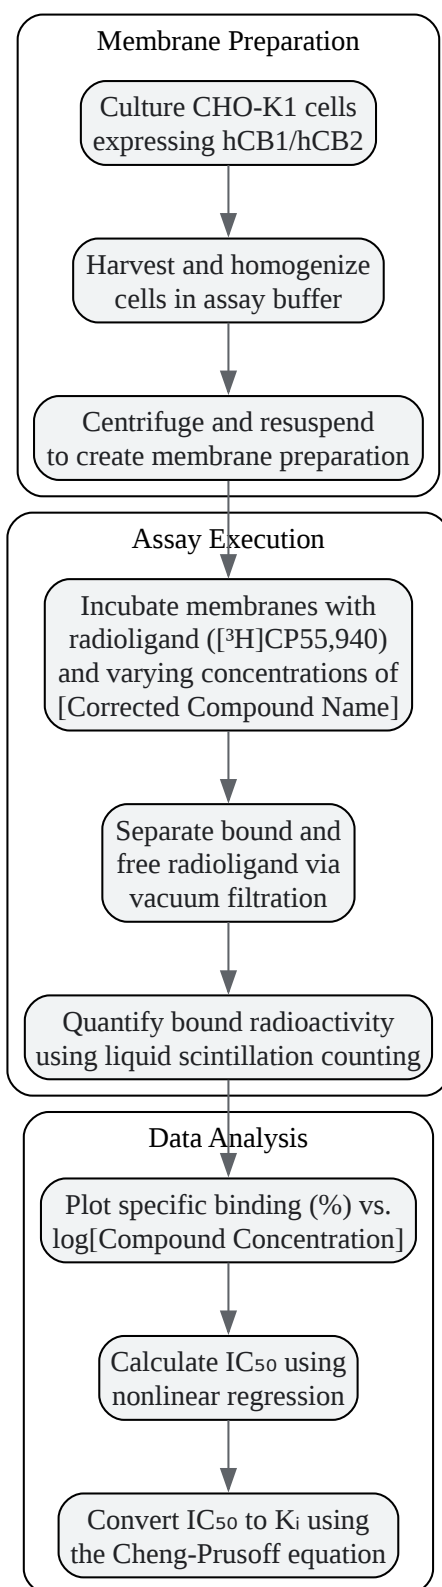 Membrane Preparation
Culture CHO-K1 cells
expressing hCB1/hCB2
Harvest and homogenize
cells in assay buffer
Centrifuge and resuspend
to create membrane preparation
Assay Execution
Incubate membranes with
radioligand ([³H]CP55,940)
and varying concentrations of
[Corrected Compound Name]
Separate bound and
free radioligand via
vacuum filtration
Quantify bound radioactivity
using liquid scintillation counting
Data Analysis
Plot specific binding (%) vs.
log[Compound Concentration]
Calculate IC₅₀ using
nonlinear regression
Convert IC₅₀ to Kᵢ using
the Cheng-Prusoff equation